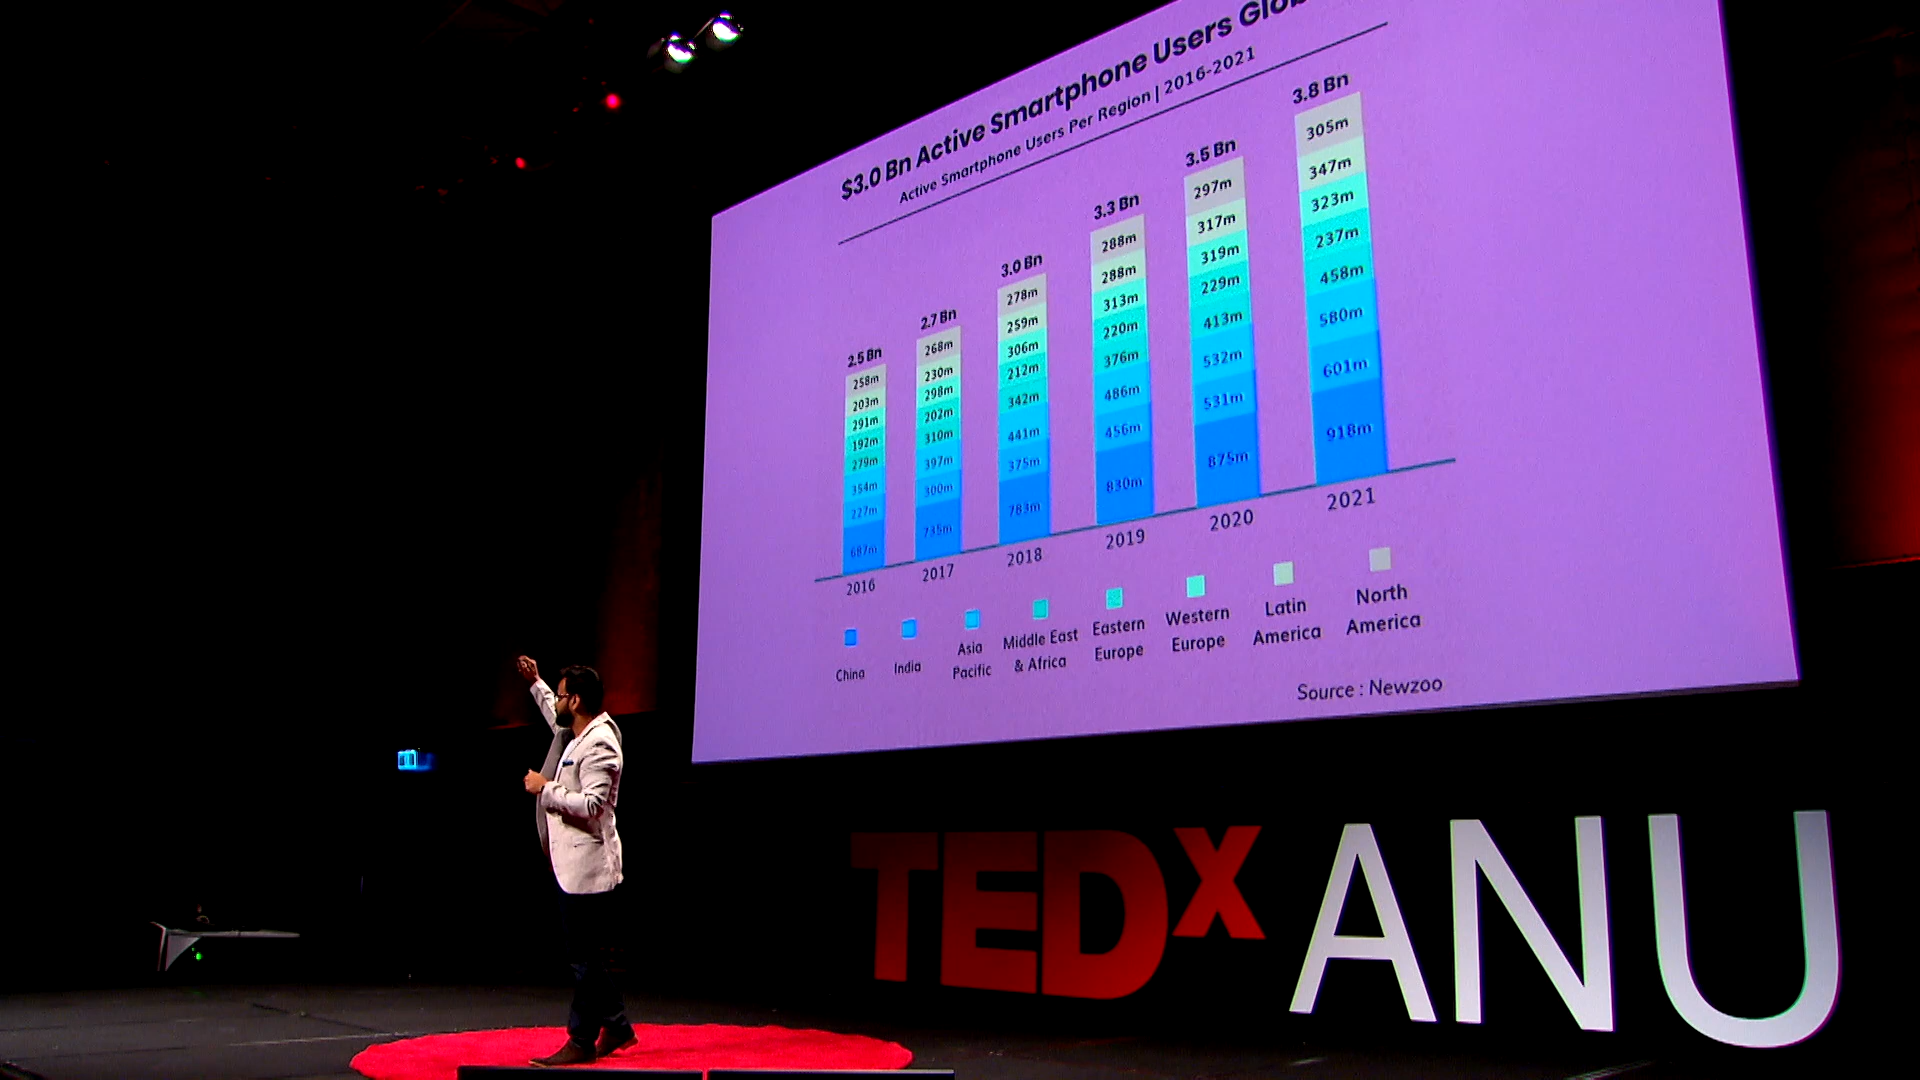 $3.0 Bn Active Smartphone Users Glob
Active Smartphone Users Per Region | 2016-2021
2.5 Bn
258m
203m
291m
192m
279m
354m
227m
687m
2016
2.7 Bn
268m
230m
298m
202m
310m
397m
300m
735m
2017
3.0 Bn
278m
259m
306m
212m
342m
441m
375m
783m
2018
3.3 Bn
288m
288m
313m
220m
376m
486m
456m
830m
2019
3.5 Bn
297m
317m
319m
229m
413m
532m
531m
875m
2020
3.8 Bn
305m
347m
323m
237m
458m
580m
601m
918m
2021
China
India
Asia
Pacific
Middle East
& Africa
Eastern
Europe
Western
Europe
Latin
America
North
America
Source : Newzoo
TEDxANU